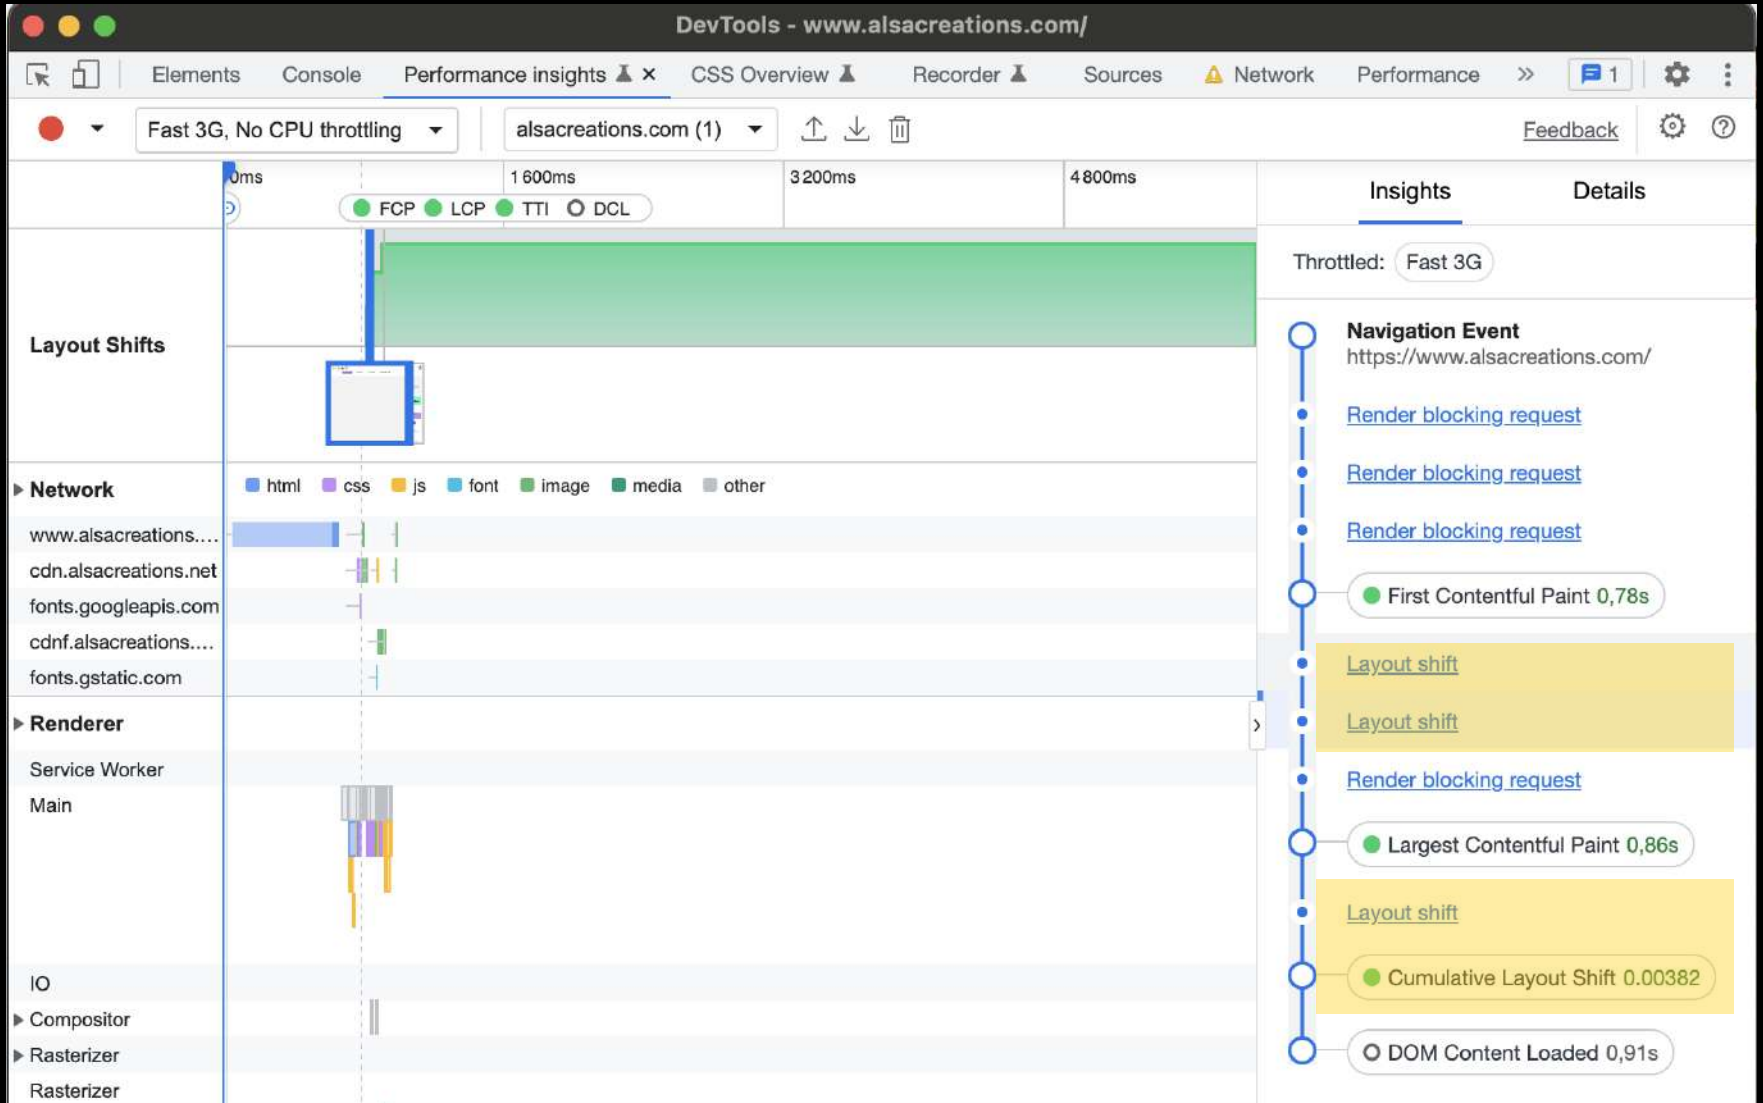 DevTools - www.alsacreations.com/
Elements Console Performance insights CSS Overview Recorder Sources Network Performance 1
Fast 3G, No CPU throttling alsacreations.com (1) Feedback
0ms 1 600ms 3 200ms 4 800ms
FCP LCP TTI DCL
Layout Shifts
Network html css js font image media other
www.alsacreations....
cdn.alsacreations.net
fonts.googleapis.com
cdnf.alsacreations....
fonts.gstatic.com
Renderer
Service Worker
Main
IO
Compositor
Rasterizer
Rasterizer
Insights Details
Throttled: Fast 3G
Navigation Event
https://www.alsacreations.com/
Render blocking request
Render blocking request
Render blocking request
First Contentful Paint 0,78s
Layout shift
Layout shift
Render blocking request
Largest Contentful Paint 0,86s
Layout shift
Cumulative Layout Shift 0.00382
DOM Content Loaded 0,91s